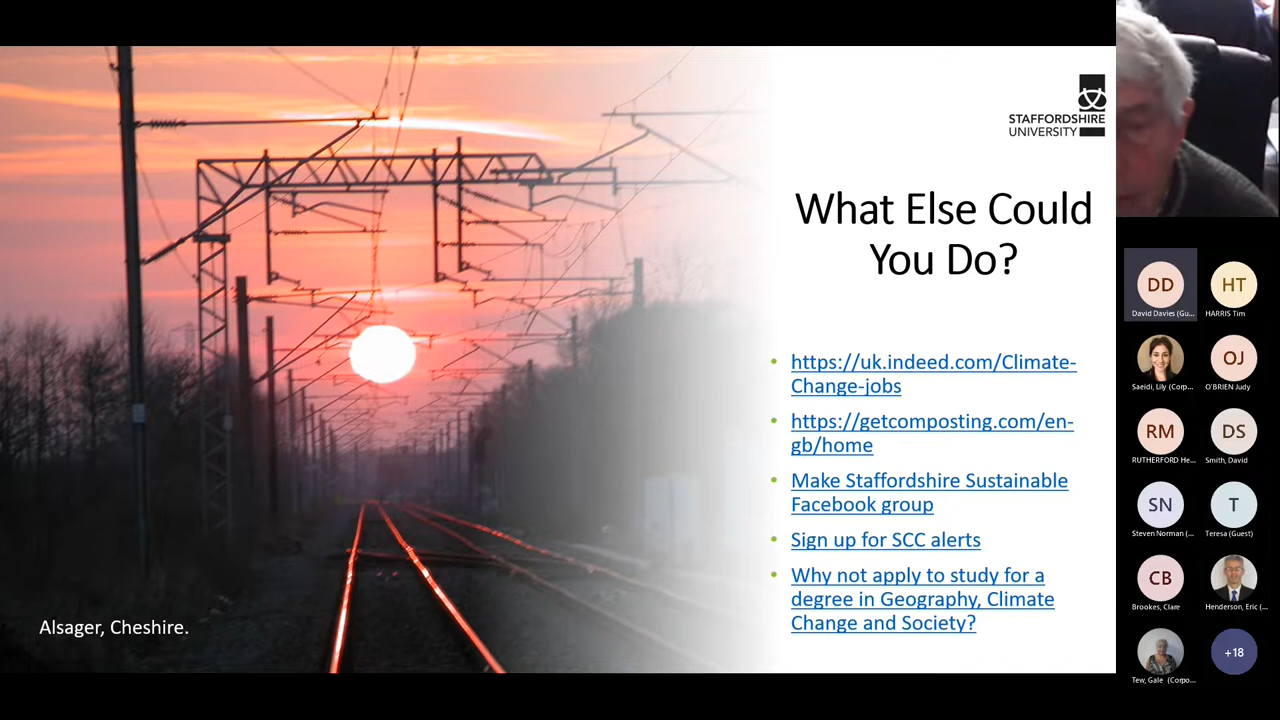 STAFFORDSHIRE
UNIVERSITY
What Else Could
You Do?
• https://uk.indeed.com/Climate-
Change-jobs
• https://getcomposting.com/en-
gb/home
• Make Staffordshire Sustainable
Facebook group
• Sign up for SCC alerts
• Why not apply to study for a
degree in Geography, Climate
Change and Society?
Alsager, Cheshire.
DD
David Davies (Gu...
HT
HARRIS Tim
Saeidi, Lily (Corp...
OJ
O'BRIEN Judy
RM
RUTHERFORD He...
DS
Smith, David
SN
Steven Norman (...
T
Teresa (Guest)
CB
Brookes, Clare
Henderson, Eric (...
Tew, Gale (Corpo...
+18